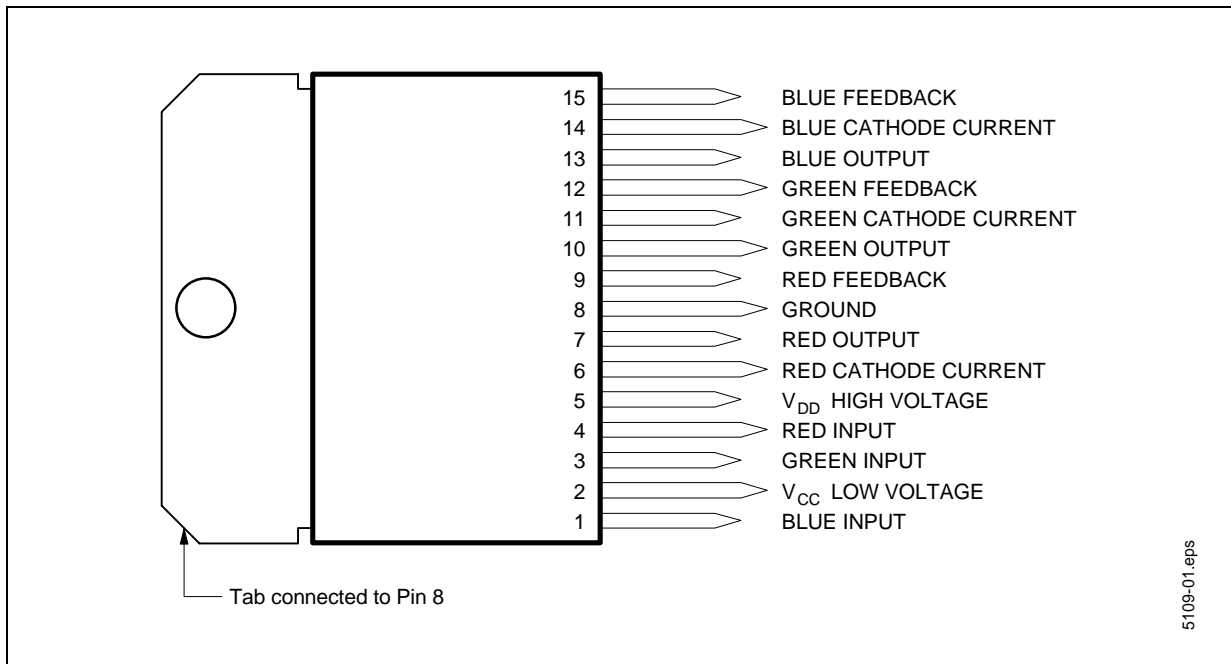 15 BLUE FEEDBACK
14 BLUE CATHODE CURRENT
13 BLUE OUTPUT
12 GREEN FEEDBACK
11 GREEN CATHODE CURRENT
10 GREEN OUTPUT
9 RED FEEDBACK
8 GROUND
7 RED OUTPUT
6 RED CATHODE CURRENT
5 VDD HIGH VOLTAGE
4 RED INPUT
3 GREEN INPUT
2 VCC LOW VOLTAGE
1 BLUE INPUT
Tab connected to Pin 8
5109-01.eps